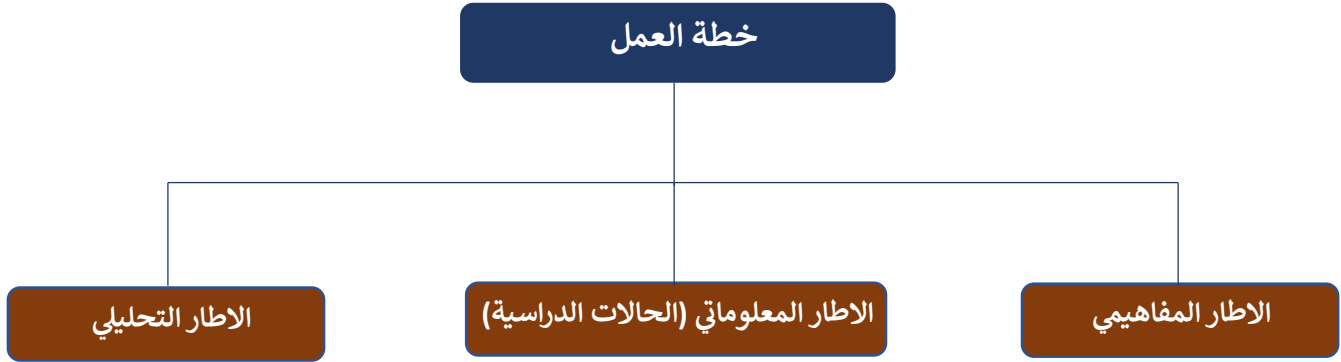 خطة العمل
الاطار المفاهيمي
الاطار المعلوماتي (الحالات الدراسية)
الاطار التحليلي